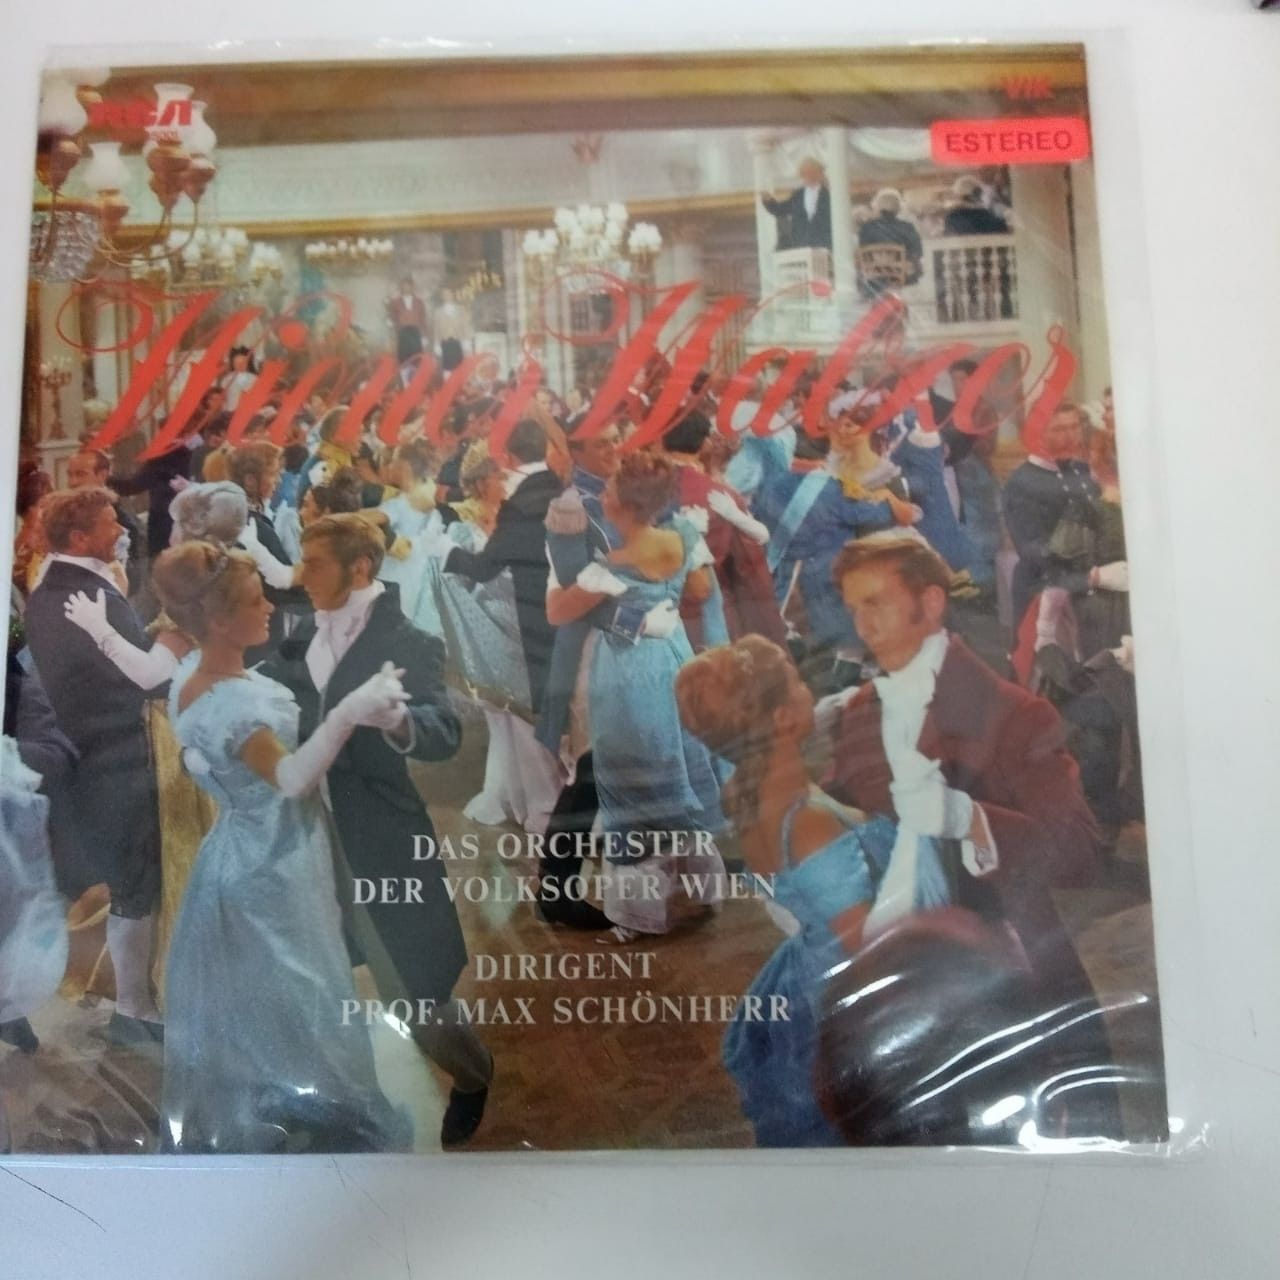 RCA
VIK
ESTEREO
Wiener Walzer
DAS ORCHESTER
DER VOLKSOPER WIEN
DIRIGENT
PROF. MAX SCHÖNHERR